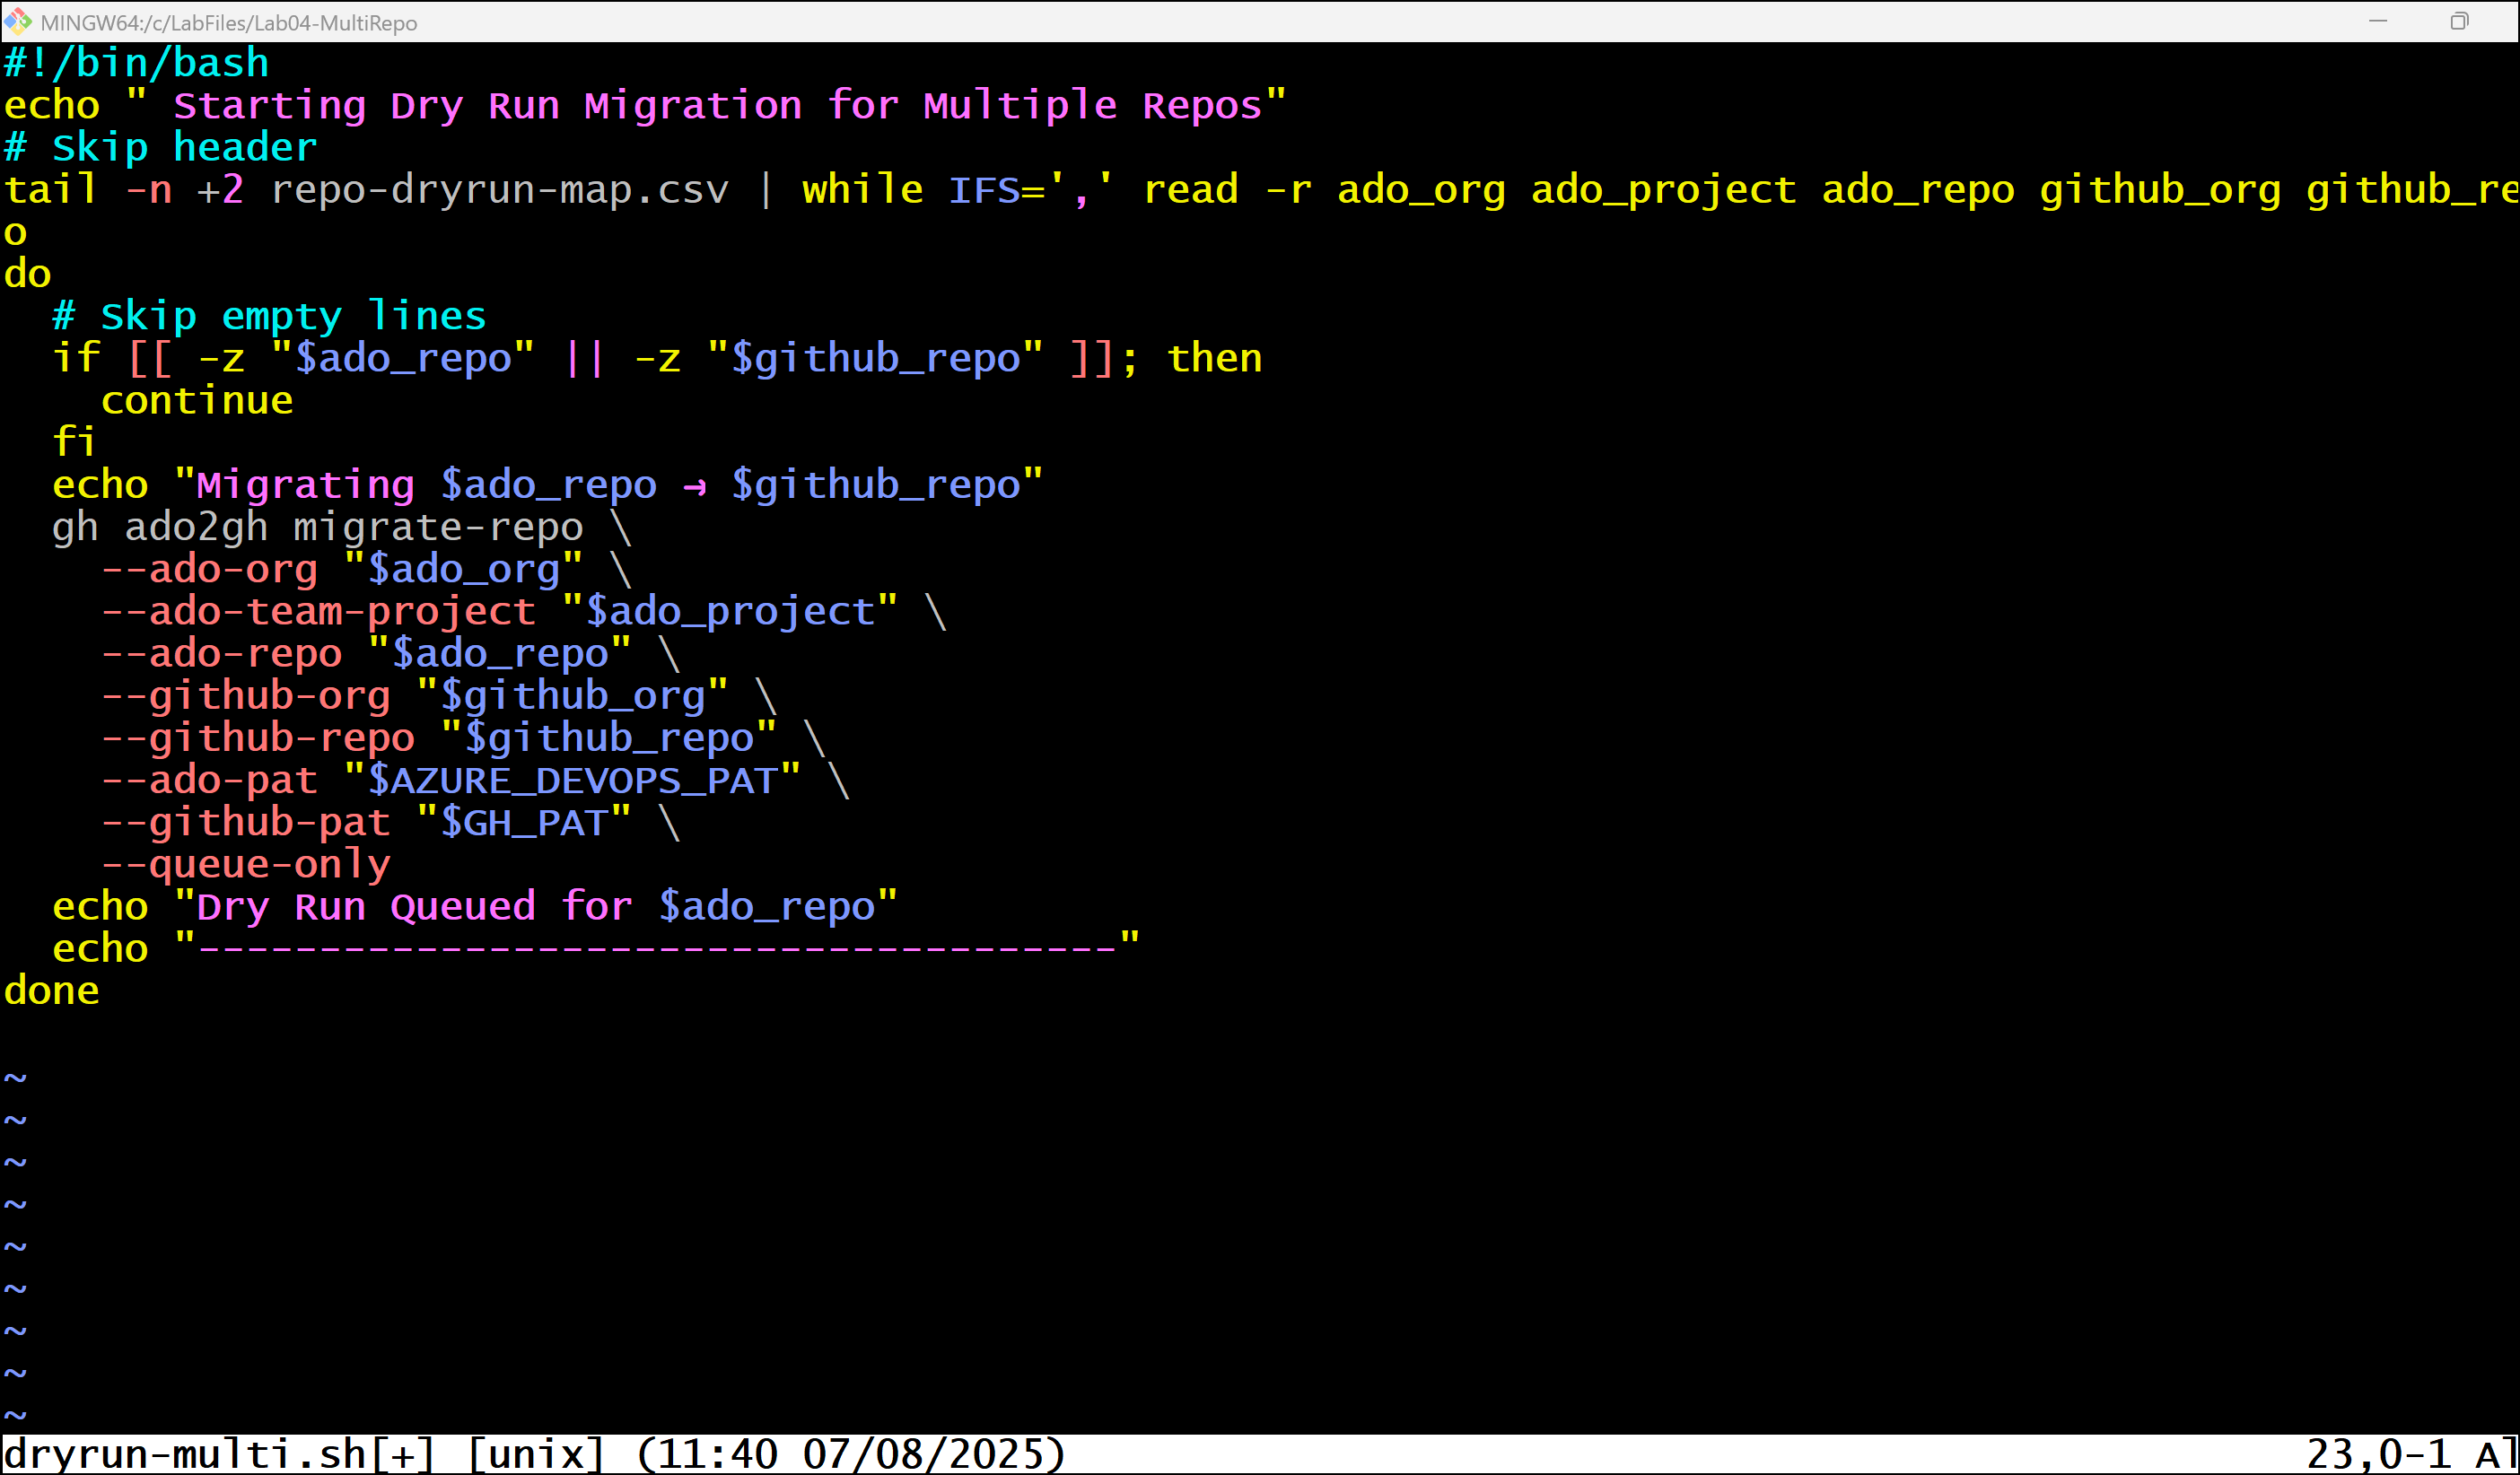 MINGW64:/c/LabFiles/Lab04-MultiRepo
#!/bin/bash
echo " Starting Dry Run Migration for Multiple Repos"
# Skip header
tail -n +2 repo-dryrun-map.csv | while IFS=',' read -r ado_org ado_project ado_repo github_org github_re
o
do
  # Skip empty lines
  if [[ -z "$ado_repo" || -z "$github_repo" ]]; then
    continue
  fi
  echo "Migrating $ado_repo → $github_repo"
  gh ado2gh migrate-repo \
    --ado-org "$ado_org" \
    --ado-team-project "$ado_project" \
    --ado-repo "$ado_repo" \
    --github-org "$github_org" \
    --github-repo "$github_repo" \
    --ado-pat "$AZURE_DEVOPS_PAT" \
    --github-pat "$GH_PAT" \
    --queue-only
  echo "Dry Run Queued for $ado_repo"
  echo "--------------------------------------"
done
~
~
~
~
~
~
~
~
~
dryrun-multi.sh[+] [unix] (11:40 07/08/2025) 23,0-1 Al